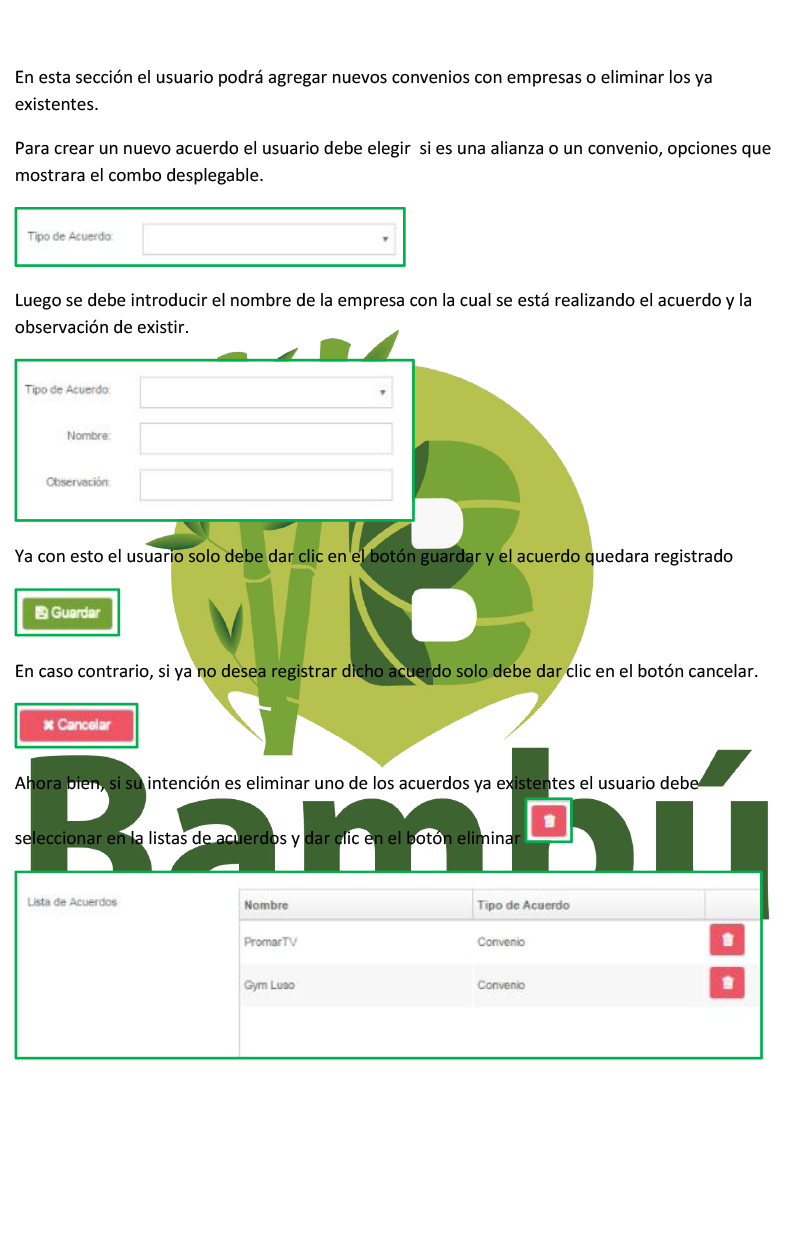 En esta sección el usuario podrá agregar nuevos convenios con empresas o eliminar los ya
existentes.
Para crear un nuevo acuerdo el usuario debe elegir si es una alianza o un convenio, opciones que
mostrara el combo desplegable.
Tipo de Acuerdo:
Luego se debe introducir el nombre de la empresa con la cual se está realizando el acuerdo y la
observación de existir.
Tipo de Acuerdo:
Nombre:
Observación:
Ya con esto el usuario solo debe dar clic en el botón guardar y el acuerdo quedara registrado
Guardar
En caso contrario, si ya no desea registrar dicho acuerdo solo debe dar clic en el botón cancelar.
Cancelar
Bambú
Ahora bien, si su intención es eliminar uno de los acuerdos ya existentes el usuario debe
seleccionar en la listas de acuerdos y dar clic en el botón eliminar
Lista de Acuerdos
Nombre Tipo de Acuerdo
PromarTV Convenio
Gym Luso Convenio